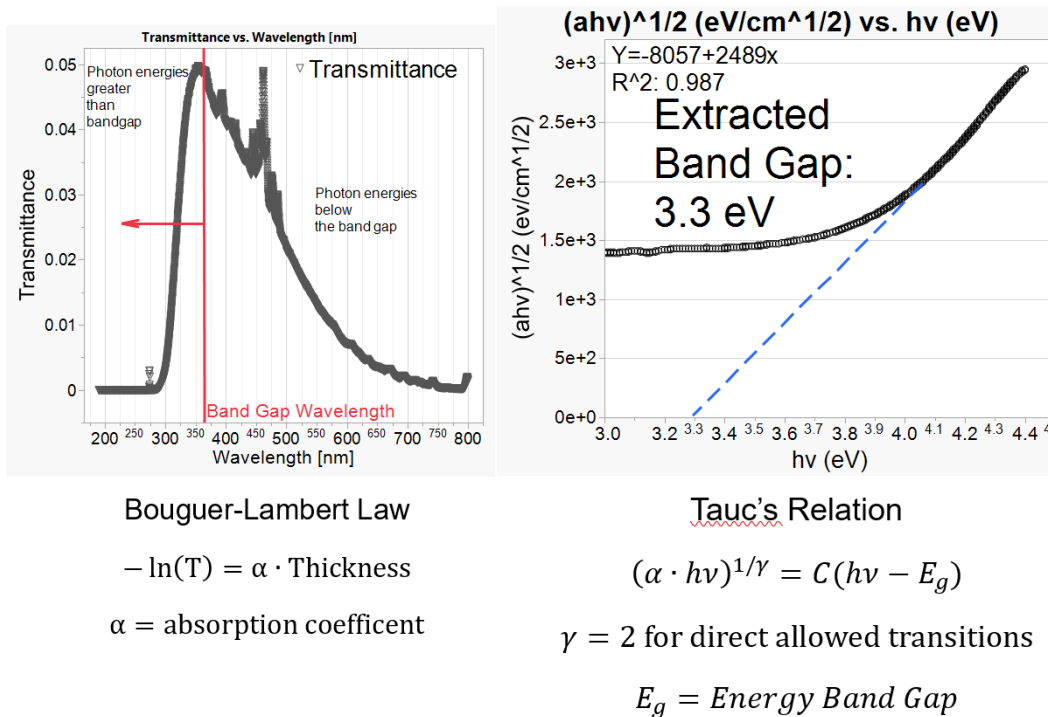 Transmittance vs. Wavelength [nm]
Photon energies
greater
than
bandgap
▽ Transmittance
Photon energies
below
the band gap
Transmittance
0.05
0.04
0.03
0.02
0.01
0
Band Gap Wavelength
200 250 300 350 400 450 500 550 600 650 700 750 800
Wavelength [nm]
Bouguer-Lambert Law
− ln(T) = α · Thickness
α = absorption coefficent
(ahv)^1/2 (eV/cm^1/2) vs. hv (eV)
Y=-8057+2489x
R^2: 0.987
Extracted
Band Gap:
3.3 eV
(ahv)^1/2 (ev/cm^1/2)
3e+3
2.5e+3
2e+3
1.5e+3
1e+3
5e+2
0e+0
3.0 3.2 3.3 3.4 3.5 3.6 3.7 3.8 3.9 4.0 4.1 4.2 4.3 4.4
hv (eV)
Tauc's Relation
(α · hν)^1/γ = C(hν − E_g)
γ = 2 for direct allowed transitions
E_g = Energy Band Gap